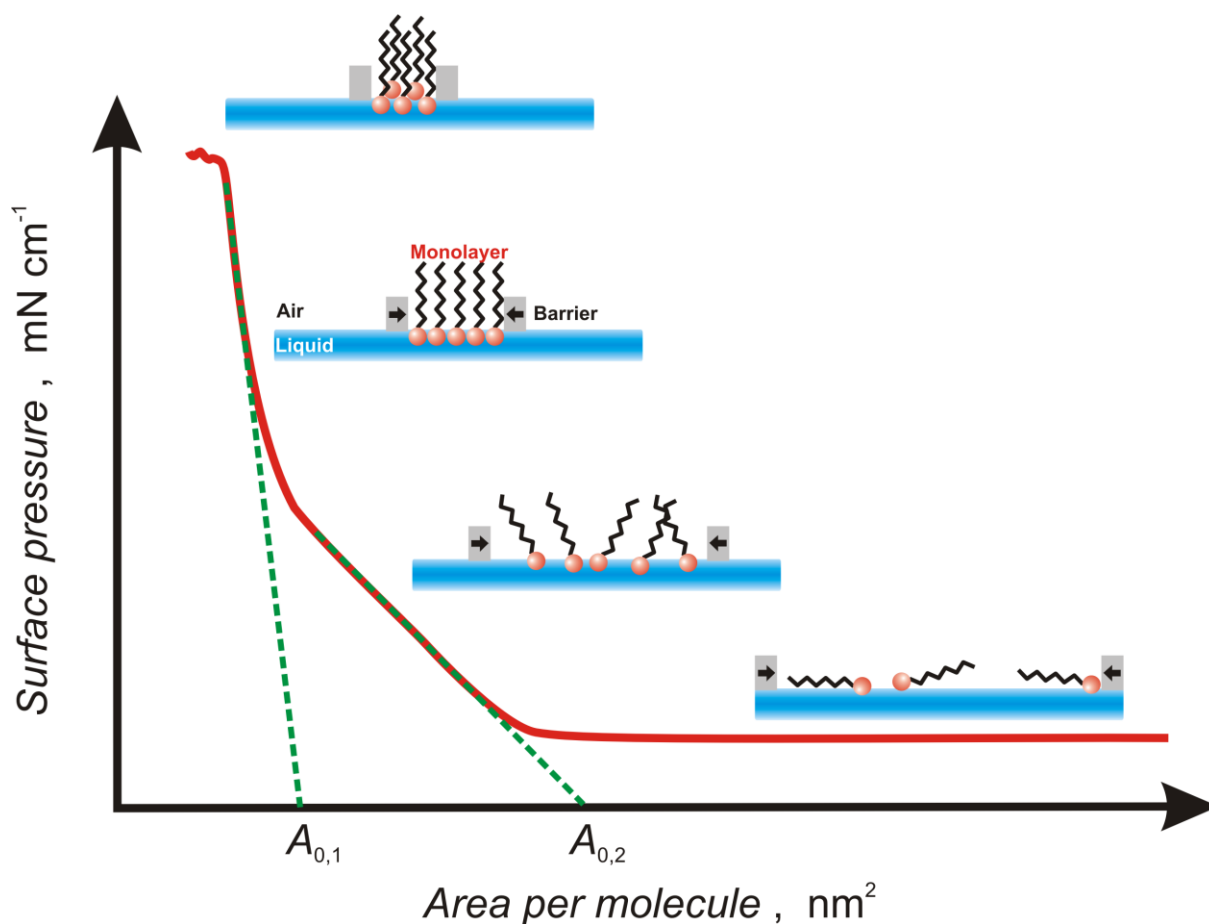 Surface pressure , mN cm⁻¹
Monolayer
Air
Barrier
Liquid
A₀,₁
A₀,₂
Area per molecule , nm²